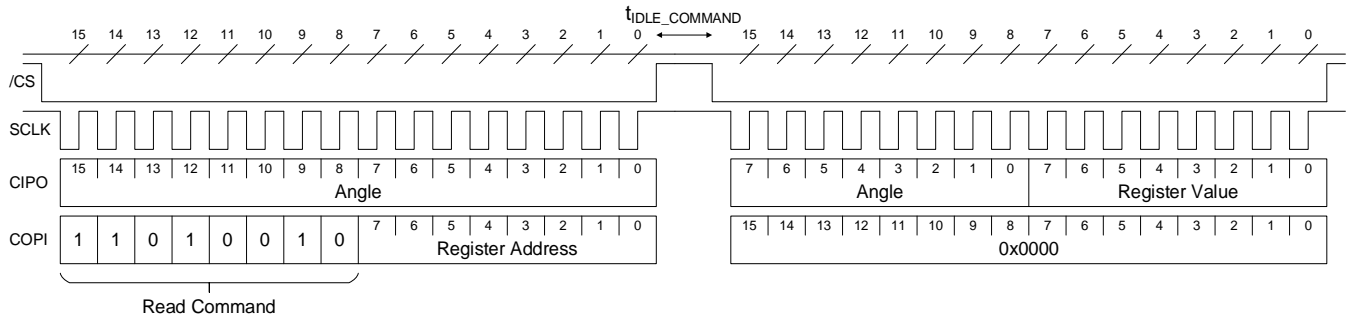 t_IDLE_COMMAND
15 14 13 12 11 10 9 8 7 6 5 4 3 2 1 0 15 14 13 12 11 10 9 8 7 6 5 4 3 2 1 0
/CS
SCLK
15 14 13 12 11 10 9 8 7 6 5 4 3 2 1 0 7 6 5 4 3 2 1 0 7 6 5 4 3 2 1 0
CIPO Angle Angle Register Value
7 6 5 4 3 2 1 0 15 14 13 12 11 10 9 8 7 6 5 4 3 2 1 0
COPI 1 1 0 1 0 0 1 0 Register Address 0x0000
Read Command